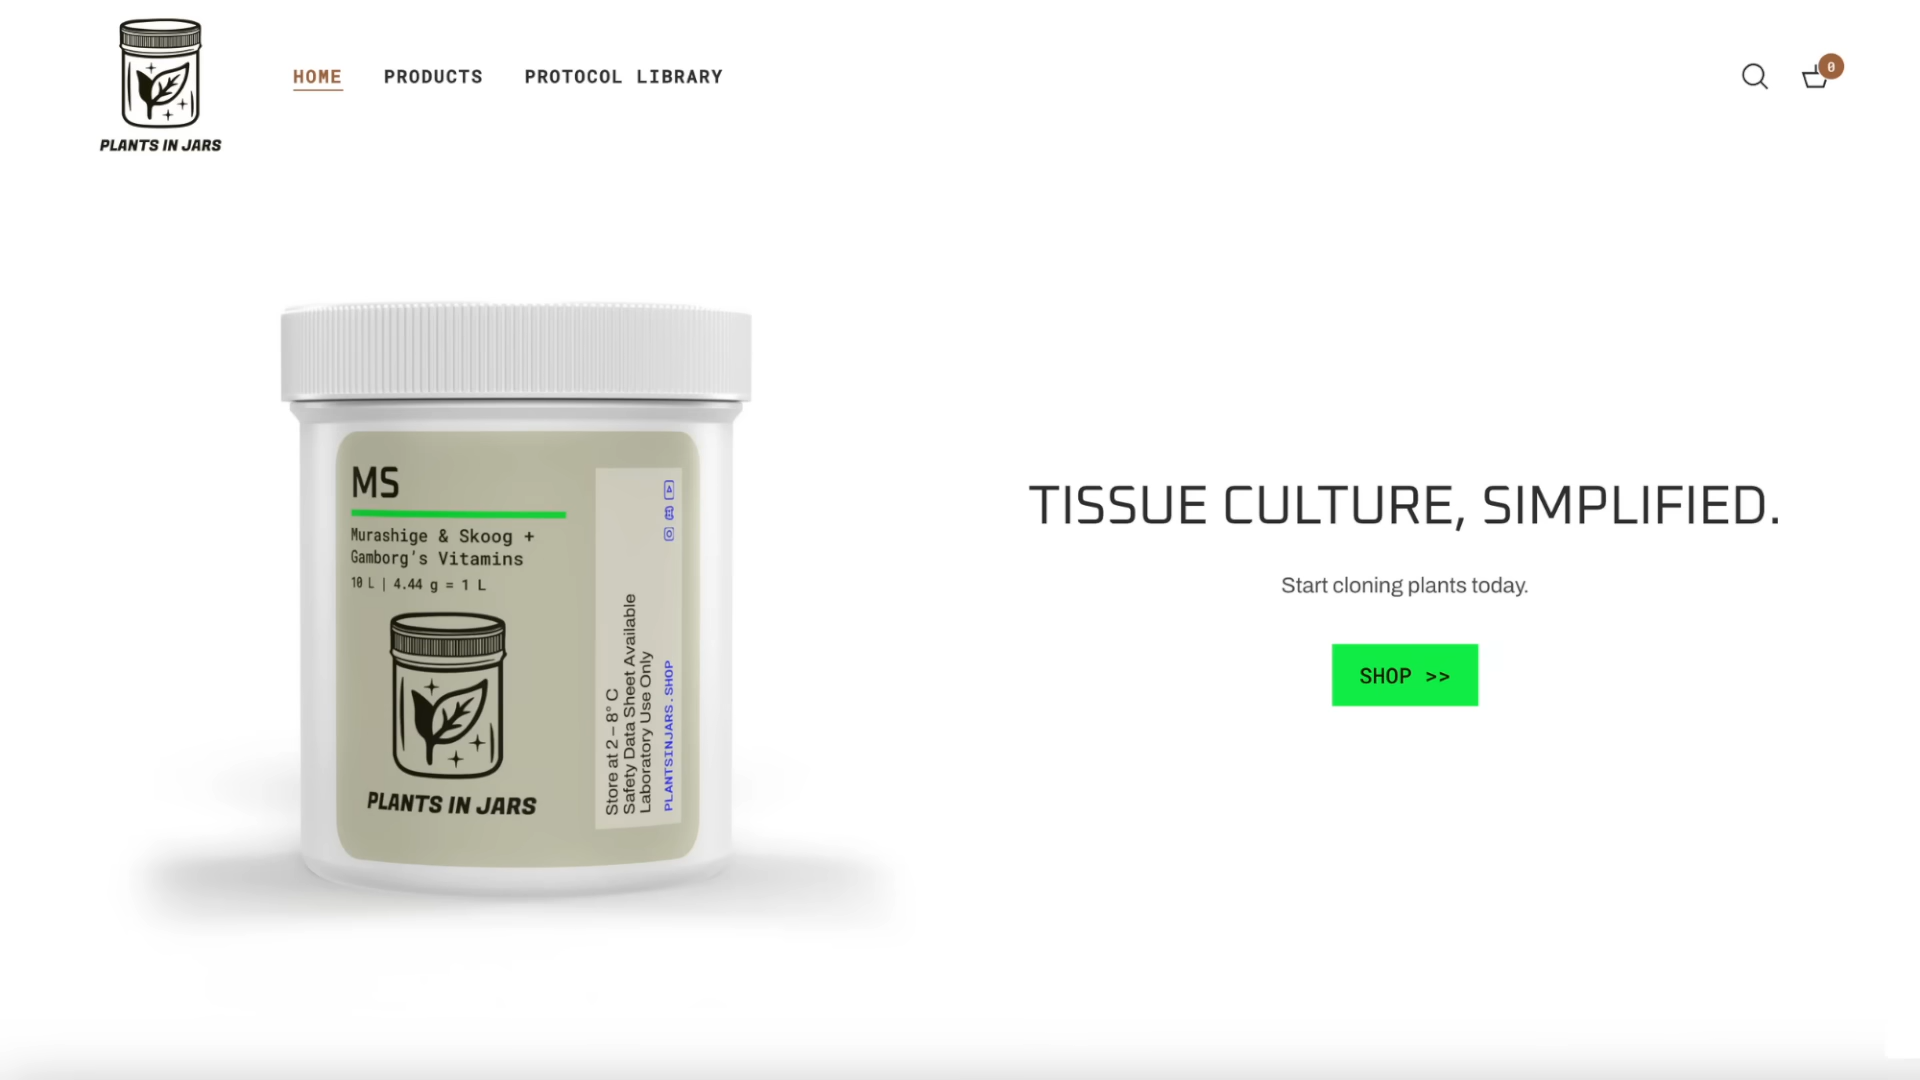 PLANTS IN JARS
HOME
PRODUCTS
PROTOCOL LIBRARY
0
MS
Murashige & Skoog +
Gamborg's Vitamins
10 L | 4.44 g = 1 L
PLANTS IN JARS
Store at 2 – 8° C
Safety Data Sheet Available
Laboratory Use Only
PLANTSINJARS.SHOP
TISSUE CULTURE, SIMPLIFIED.
Start cloning plants today.
SHOP >>